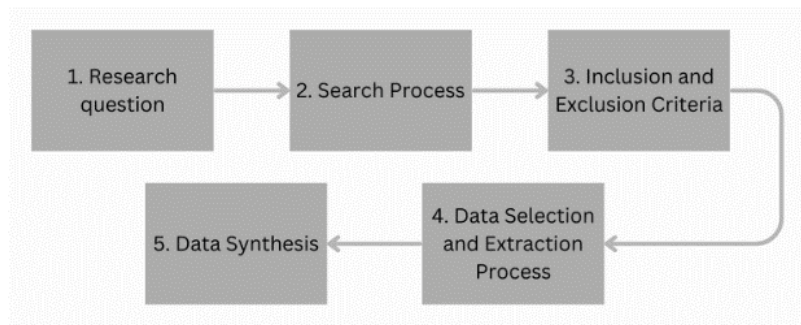 1. Research
question
2. Search Process
3. Inclusion and
Exclusion Criteria
4. Data Selection
and Extraction
Process
5. Data Synthesis